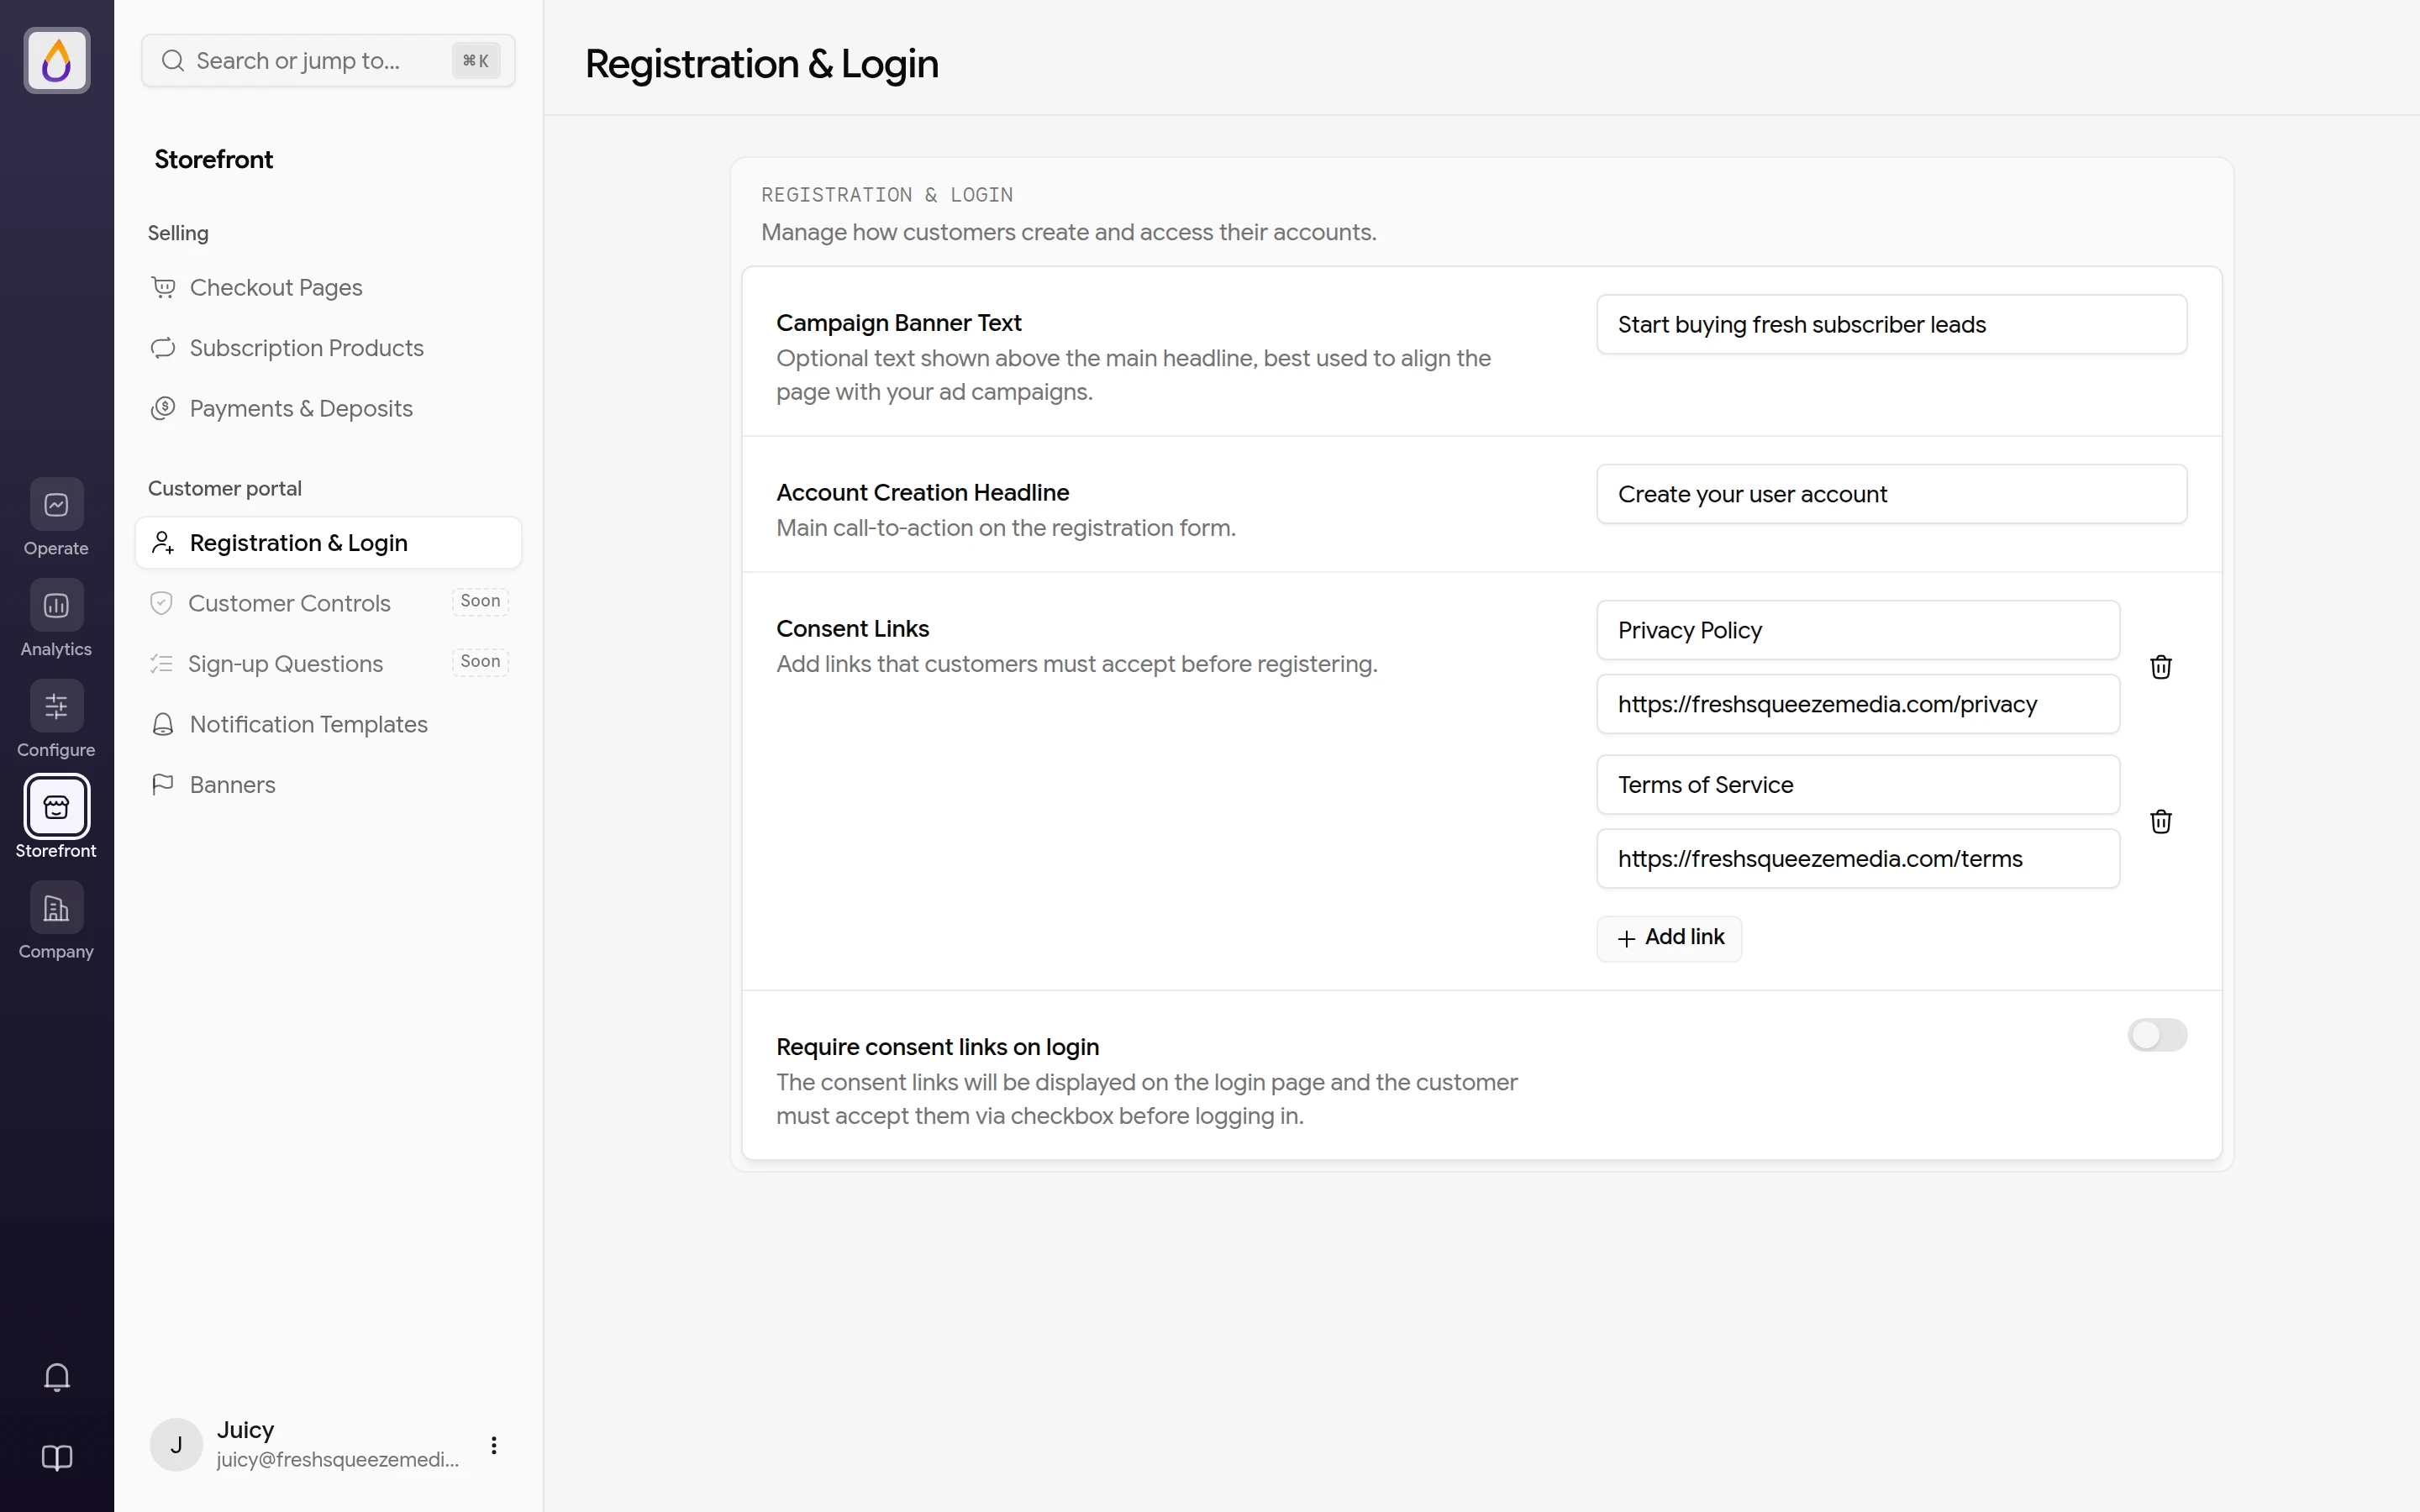 Search or jump to...
⌘K
Storefront
Selling
Checkout Pages
Subscription Products
Payments & Deposits
Customer portal
Registration & Login
Customer Controls
Soon
Sign-up Questions
Soon
Notification Templates
Banners
Operate
Analytics
Configure
Storefront
Company
J
Juicy
juicy@freshsqueezemedi...
Registration & Login
REGISTRATION & LOGIN
Manage how customers create and access their accounts.
Campaign Banner Text
Optional text shown above the main headline, best used to align the
page with your ad campaigns.
Start buying fresh subscriber leads
Account Creation Headline
Main call-to-action on the registration form.
Create your user account
Consent Links
Add links that customers must accept before registering.
Privacy Policy
https://freshsqueezemedia.com/privacy
Terms of Service
https://freshsqueezemedia.com/terms
Add link
Require consent links on login
The consent links will be displayed on the login page and the customer
must accept them via checkbox before logging in.